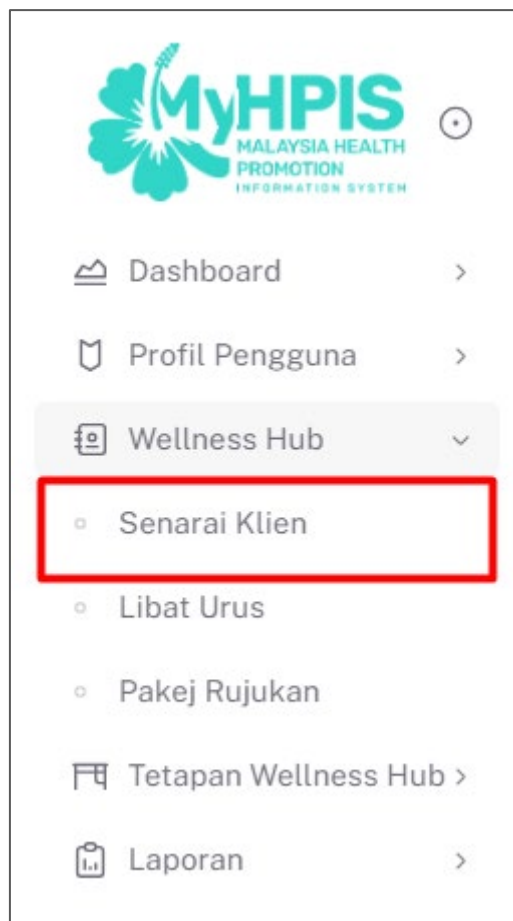 MyHPIS
MALAYSIA HEALTH
PROMOTION
INFORMATION SYSTEM
Dashboard
Profil Pengguna
Wellness Hub
Senarai Klien
Libat Urus
Pakej Rujukan
Tetapan Wellness Hub
Laporan